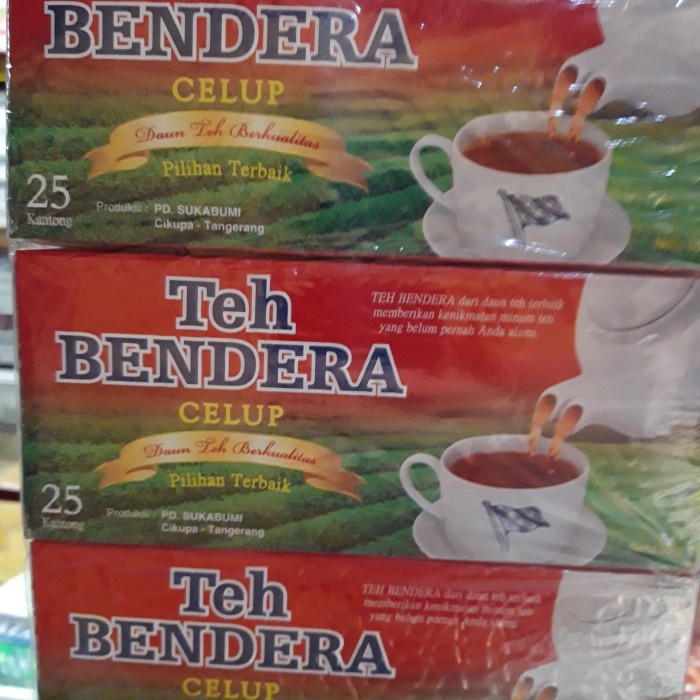 BENDERA
CELUP
Daun Teh Berkualitas
Pilihan Terbaik
25
Kantong
Produksi : PD. SUKABUMI
Cikupa - Tangerang
Teh
BENDERA
TEH BENDERA dari daun teh terbaik
memberikan kenikmatan minum teh
yang belum pernah Anda alami.
CELUP
Daun Teh Berkualitas
Pilihan Terbaik
25
Kantong
Produksi : PD. SUKABUMI
Cikupa - Tangerang
Teh
BENDERA
TEH BENDERA dari daun teh terbaik
memberikan kenikmatan minum teh
yang belum pernah Anda alami.
CELUP